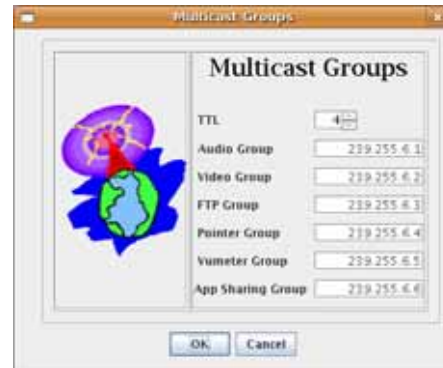 Multicast Groups
Multicast Groups
TTL 4
Audio Group 239.255.6.1
Video Group 239.255.6.2
FTP Group 239.255.6.3
Pointer Group 239.255.6.4
Vumeter Group 239.255.6.5
App Sharing Group 239.255.6.6
OK Cancel